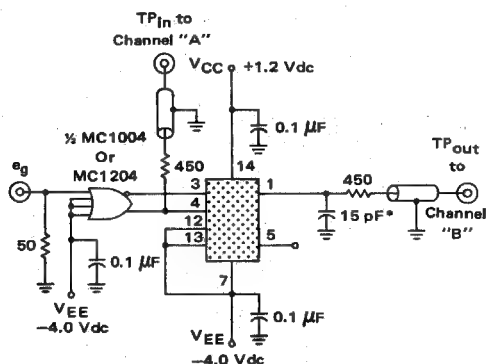 TPin to
Channel "A"
VCC +1.2 Vdc
0.1 µF
½ MC1004
Or
MC1204
eg
450
14
3
4
12
13
1
5
7
450
TPout
to
Channel
"B"
15 pF*
50
0.1 µF
VEE
-4.0 Vdc
0.1 µF
VEE
-4.0 Vdc